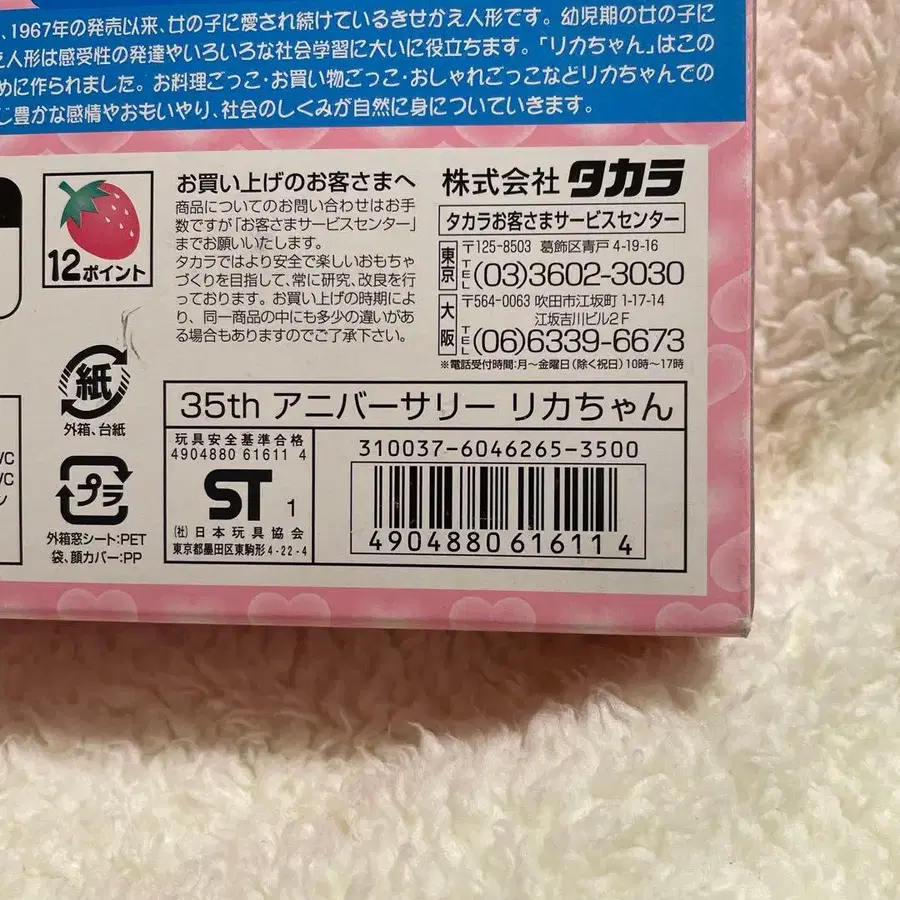 、1967年の発売以来、女の子に愛され続けているきせかえ人形です。幼児期の女の子に
え人形は感受性の発達やいろいろな社会学習に大いに役立ちます。「リカちゃん」はこの
めに作られました。お料理ごっこ・お買い物ごっこ・おしゃれごっこなどリカちゃんでの
じ豊かな感情やおもいやり、社会のしくみが自然に身についていきます。
12ポイント
お買い上げのお客さまへ
商品についてのお問い合わせはお手
数ですが「お客さまサービスセンター」
までお願いいたします。
タカラではより安全で楽しいおもちゃ
づくりを目指して、常に研究、改良を行
っております。お買い上げの時期によ
り、同一商品の中にも多少の違いがあ
る場合もありますのでご了承下さい。
株式会社 タカラ
タカラお客さまサービスセンター
東京 〒125-8503 葛飾区青戸4-19-16
TEL (03)3602-3030
大阪 〒564-0063 吹田市江坂町1-17-14
江坂吉川ビル2F
TEL (06)6339-6673
※電話受付時間:月〜金曜日(除く祝日)10時〜17時
紙
外箱、台紙
プラ
外箱窓シート:PET
袋、顔カバー:PP
VC
VC
ン
35th アニバーサリー リカちゃん
玩具安全基準合格
4904880 61611 4
ST 1
(社)日本玩具協会
東京都墨田区東駒形4-22-4
310037-6046265-3500
4904880616114